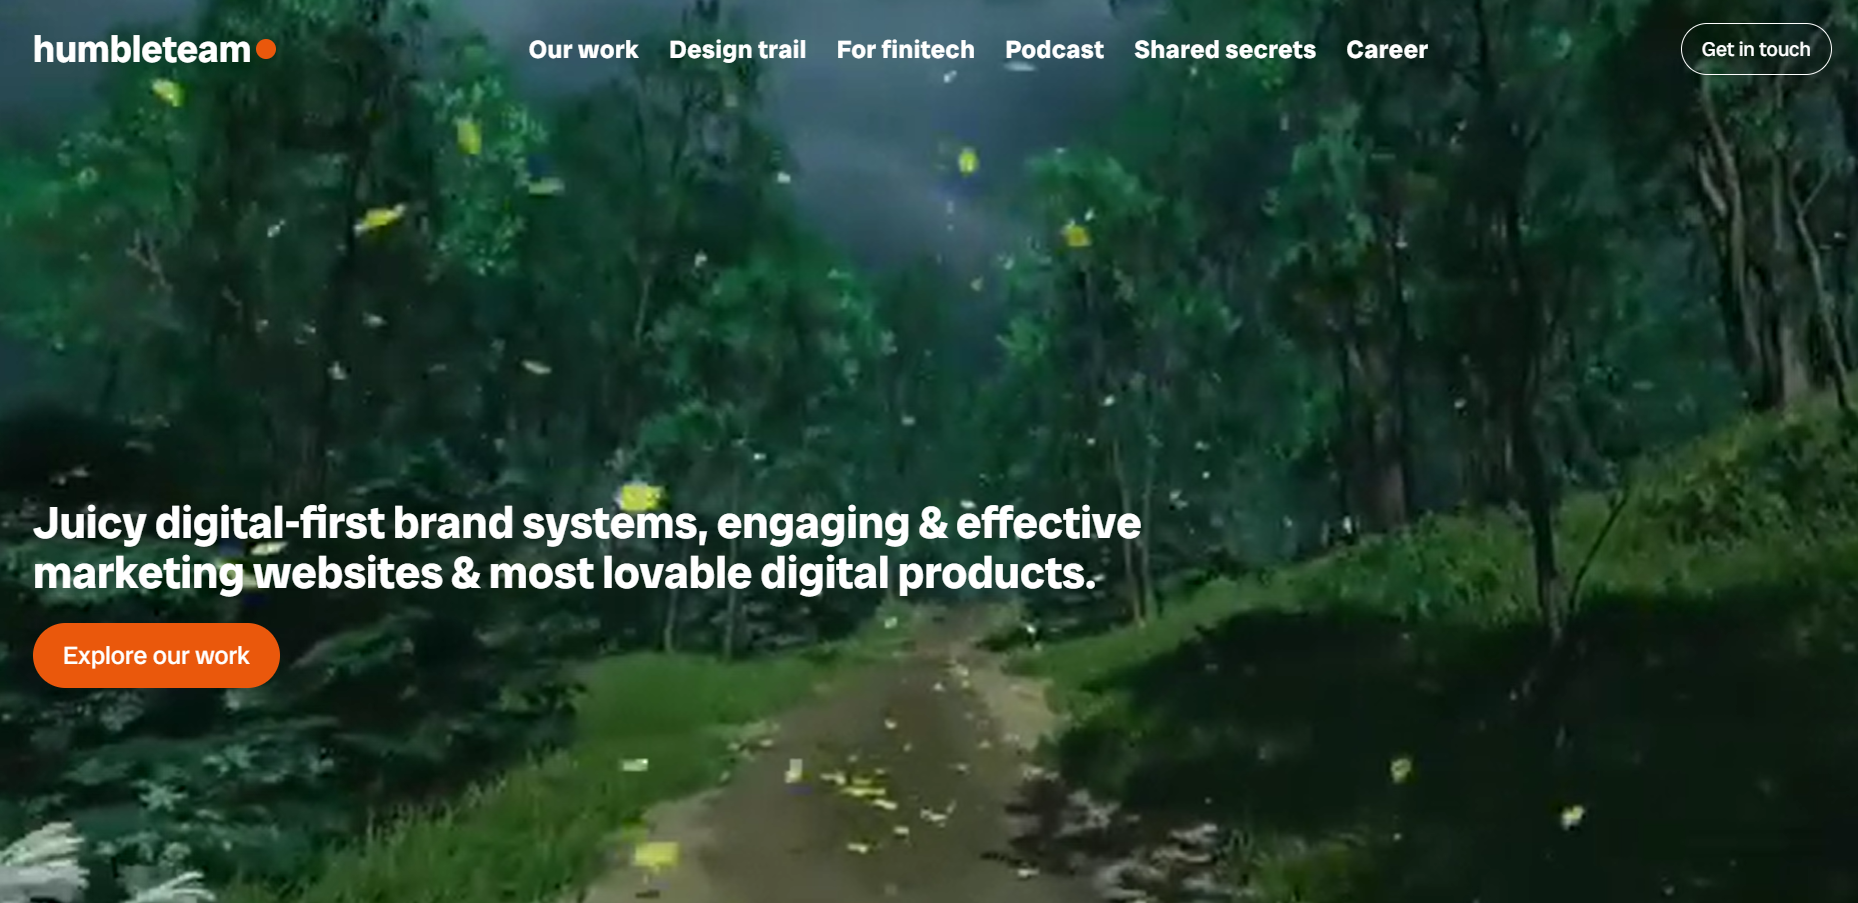 humbleteam
Our work
Design trail
For finitech
Podcast
Shared secrets
Career
Get in touch
Juicy digital-first brand systems, engaging & effective
marketing websites & most lovable digital products.
Explore our work